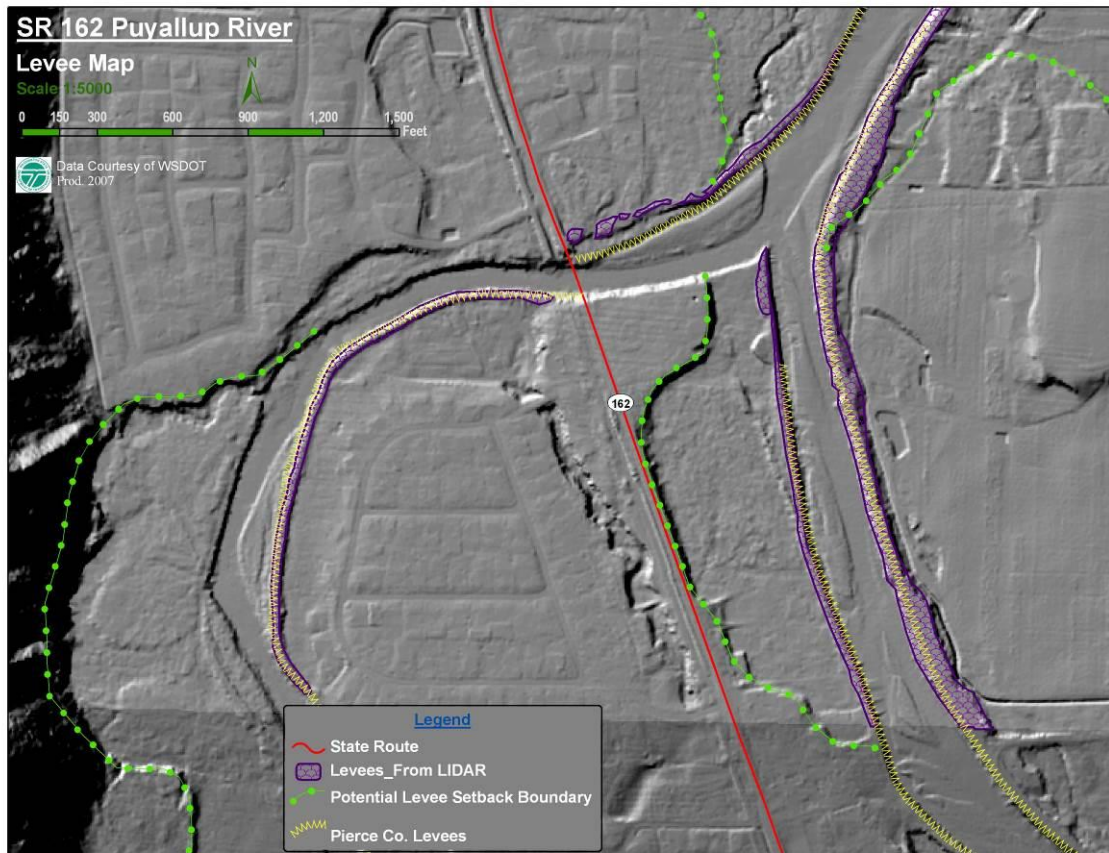 SR 162 Puyallup River
Levee Map
Scale 1:5000
N
0 150 300 600 900 1,200 1,500
Feet
Data Courtesy of WSDOT
Prod. 2007
162
Legend
State Route
Levees_From LIDAR
Potential Levee Setback Boundary
Pierce Co. Levees